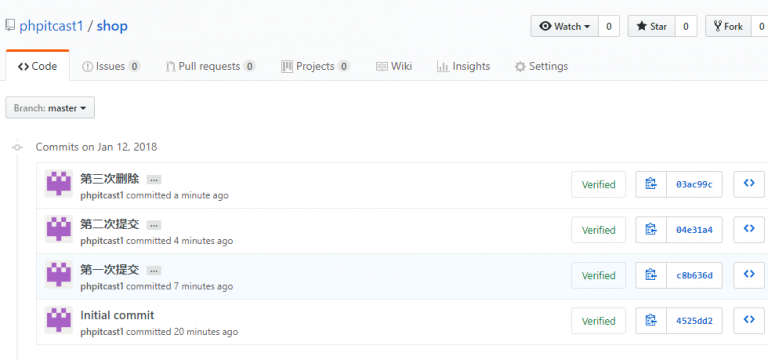 phpitcast1 / shop
Watch 0 Star 0 Fork 0
Code Issues 0 Pull requests 0 Projects 0 Wiki Insights Settings
Branch: master
Commits on Jan 12, 2018
第三次删除 …
phpitcast1 committed a minute ago
Verified 03ac99c
第二次提交 …
phpitcast1 committed 4 minutes ago
Verified 04e31a4
第一次提交 …
phpitcast1 committed 7 minutes ago
Verified c8b636d
Initial commit
phpitcast1 committed 20 minutes ago
Verified 4525dd2